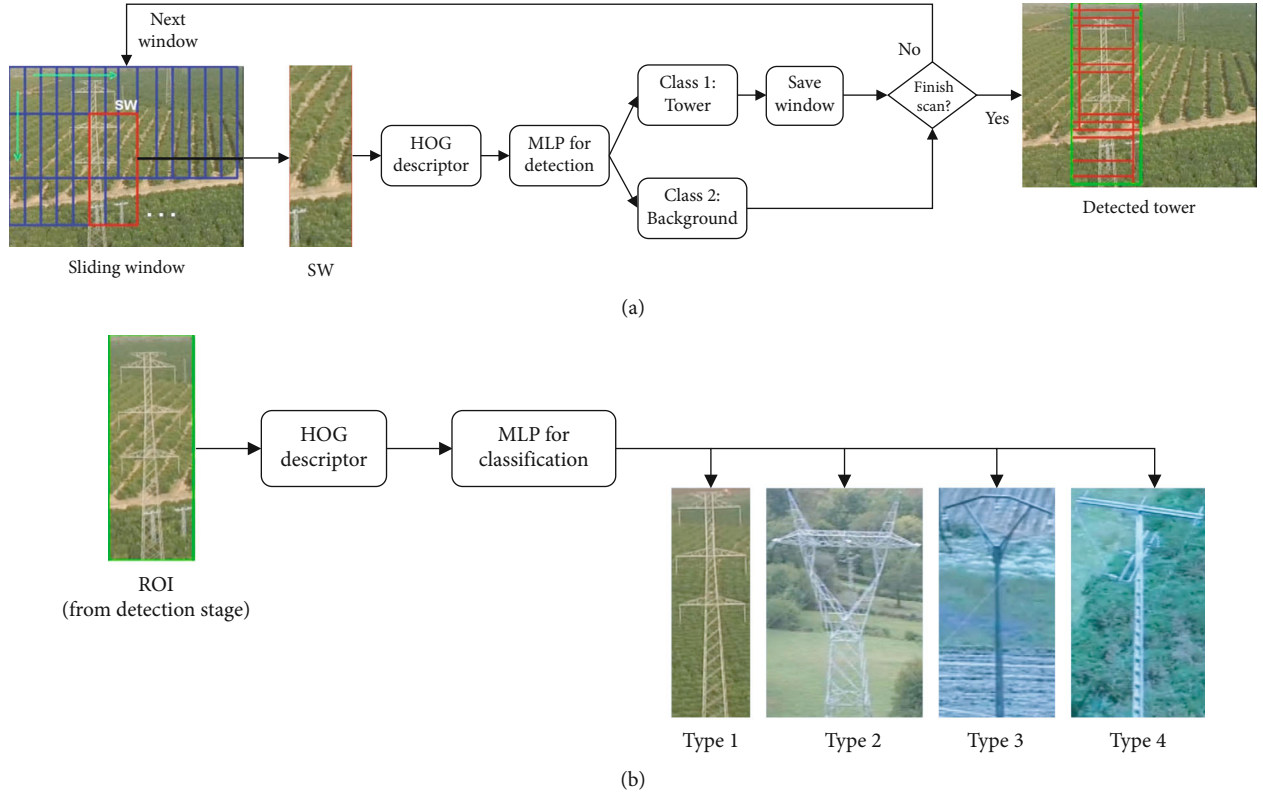 Next
window
SW
...
Sliding window
SW
HOG
descriptor
MLP for
detection
Class 1:
Tower
Save
window
Class 2:
Background
Finish
scan?
No
Yes
Detected tower
(a)
ROI
(from detection stage)
HOG
descriptor
MLP for
classification
Type 1
Type 2
Type 3
Type 4
(b)